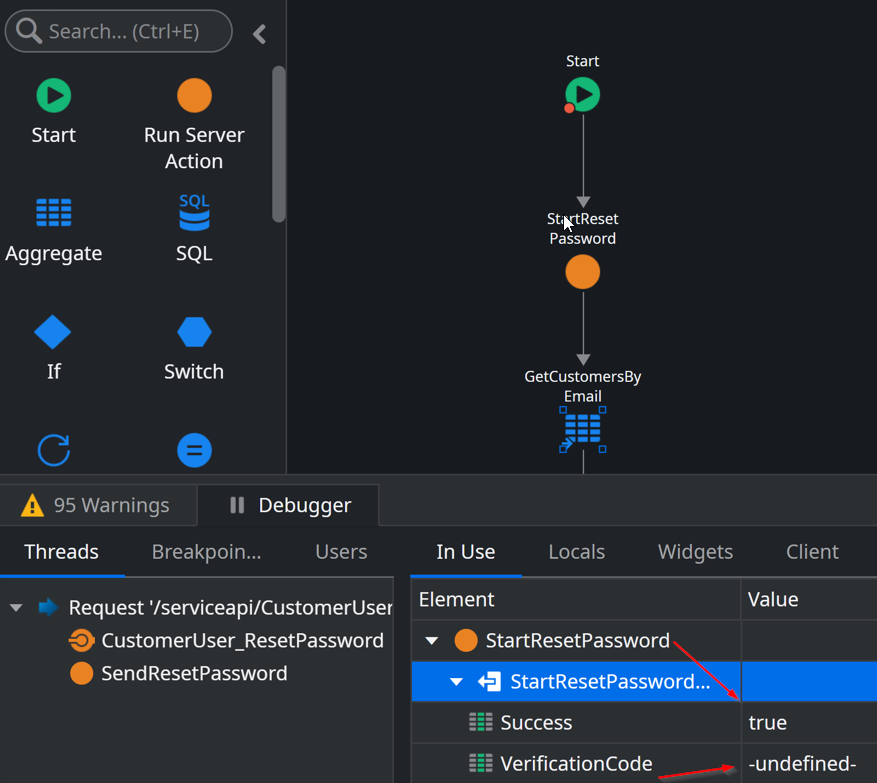 Search... (Ctrl+E)
Start
Run Server
Action
SQL
Aggregate
SQL
If
Switch
Start
StartReset
Password
GetCustomersBy
Email
95 Warnings
Debugger
Threads
Breakpoin...
Users
In Use
Locals
Widgets
Client
Request '/serviceapi/CustomerUser
CustomerUser_ResetPassword
SendResetPassword
Element
Value
StartResetPassword
StartResetPassword...
Success
true
VerificationCode
-undefined-